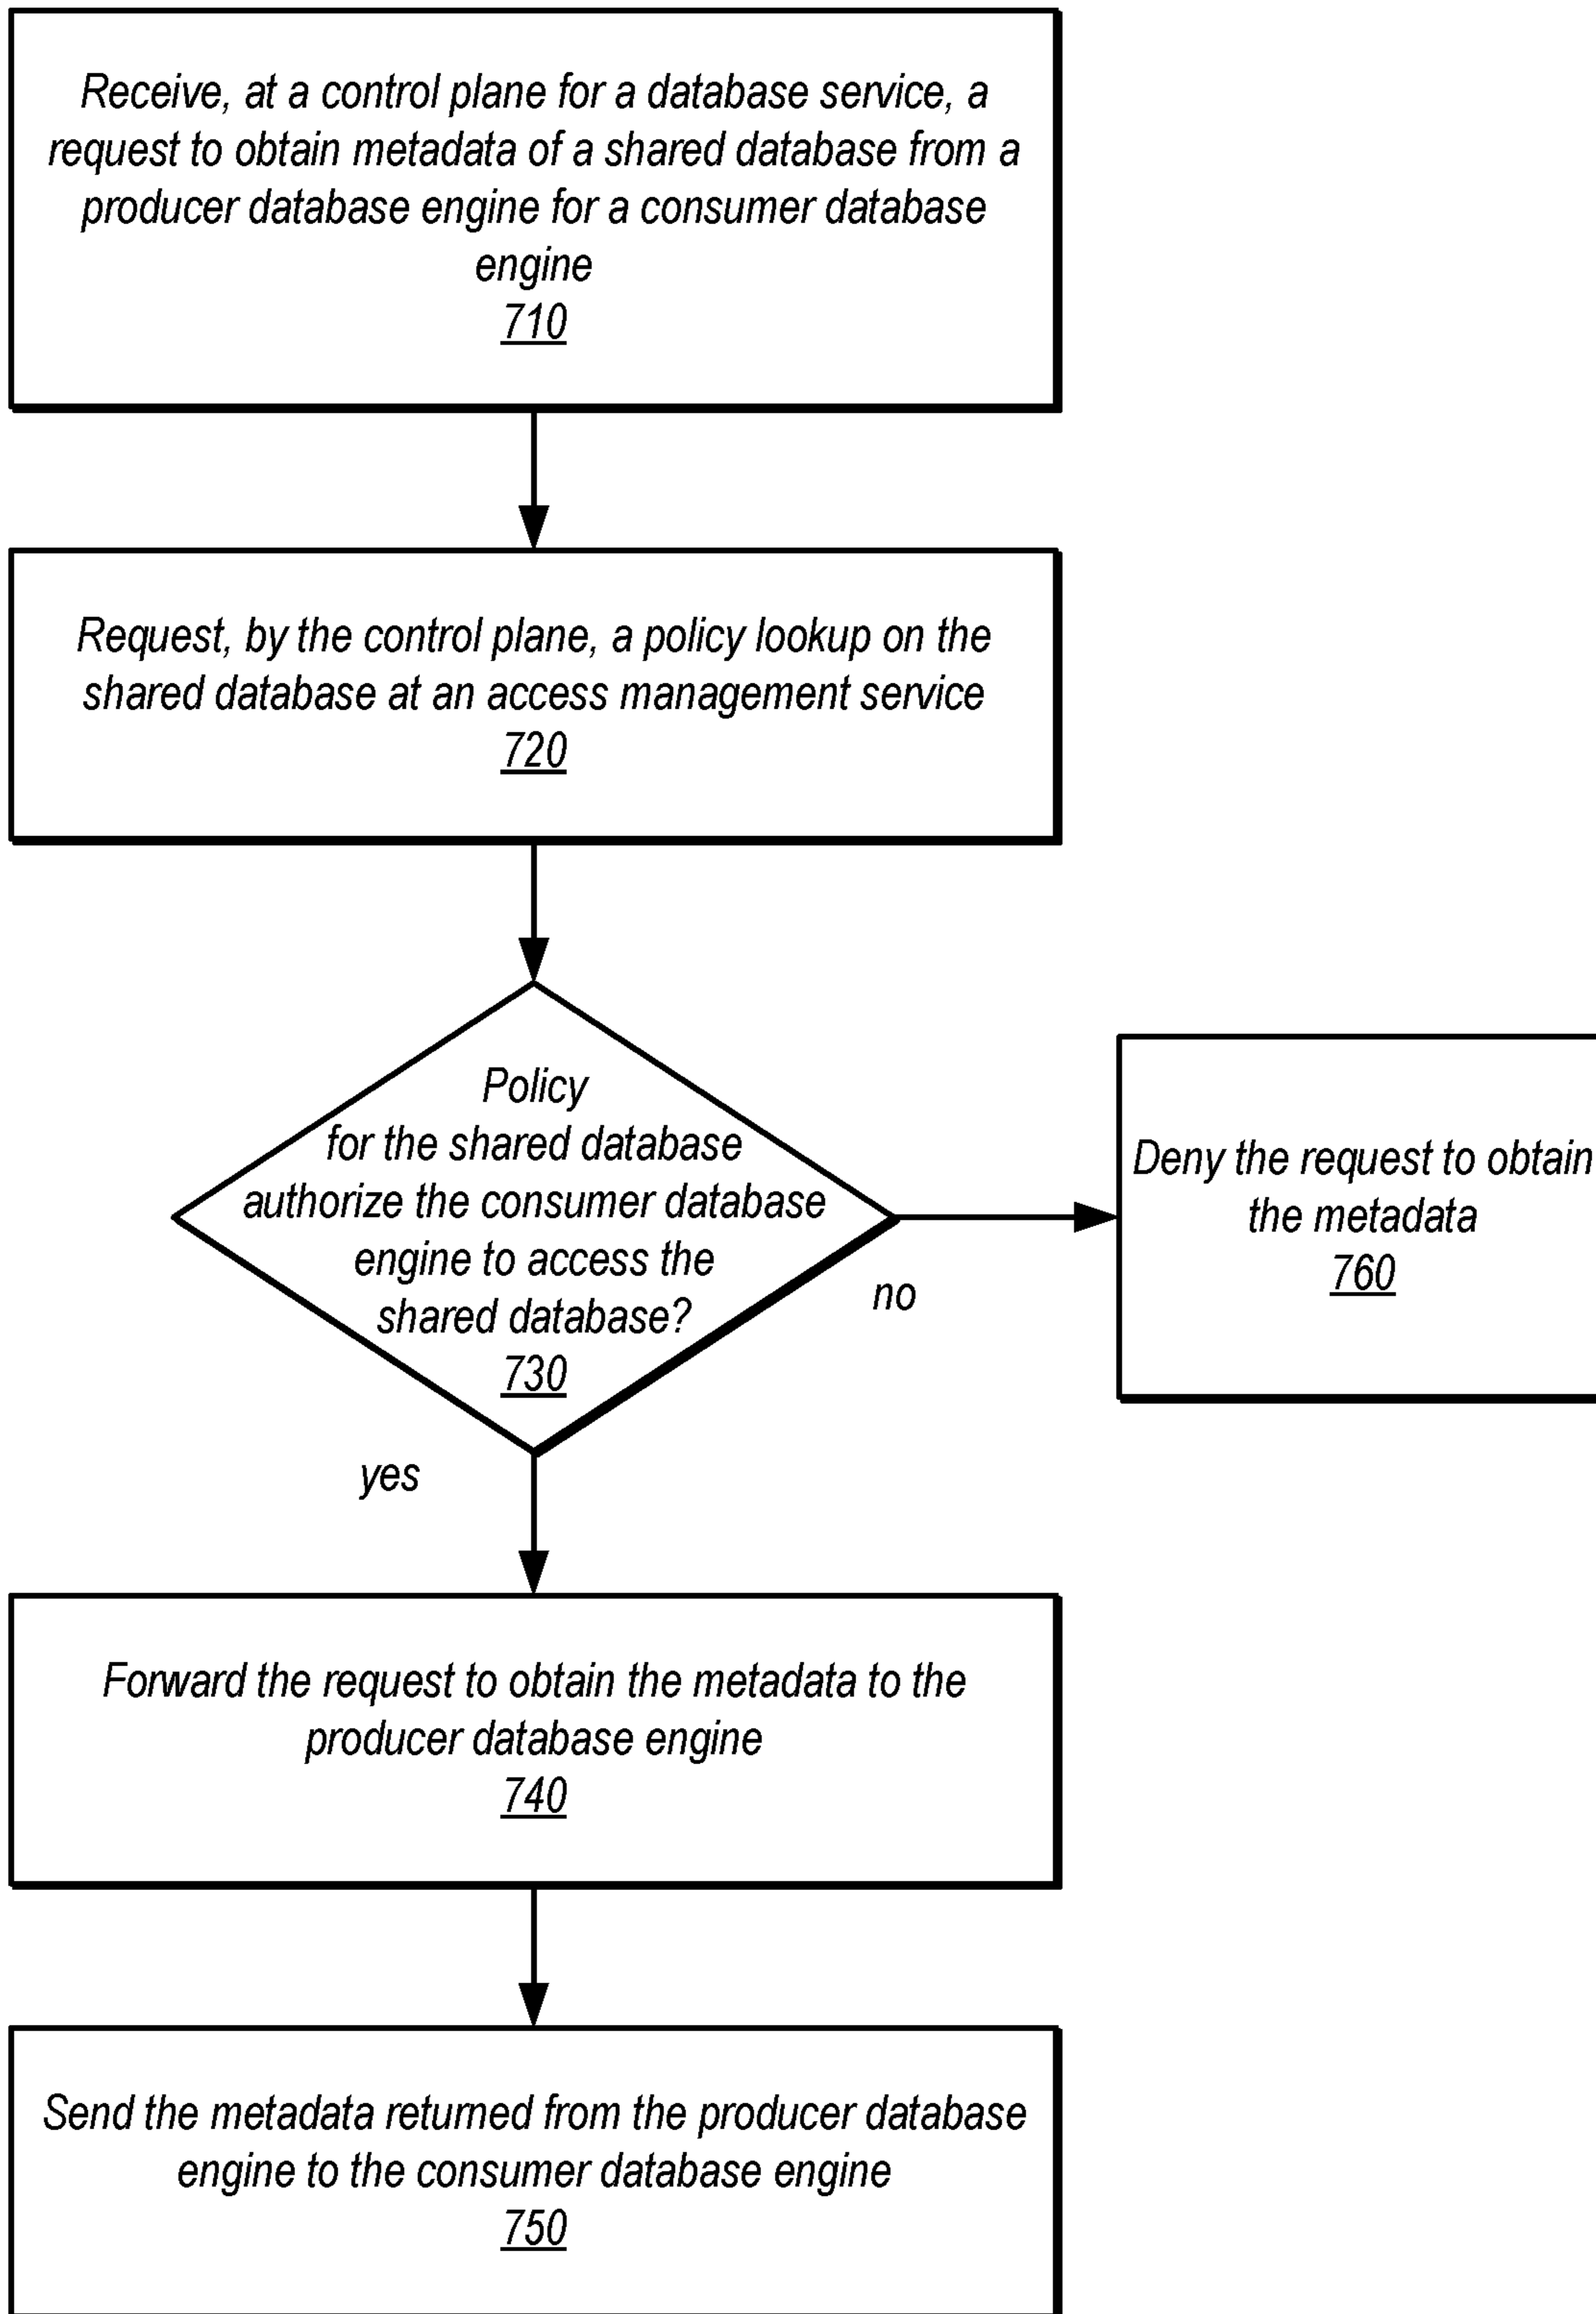 Receive, at a control plane for a database service, a
request to obtain metadata of a shared database from a
producer database engine for a consumer database
engine
710
Request, by the control plane, a policy lookup on the
shared database at an access management service
720
Policy
for the shared database
authorize the consumer database
engine to access the
shared database?
730
no
Deny the request to obtain
the metadata
760
yes
Forward the request to obtain the metadata to the
producer database engine
740
Send the metadata returned from the producer database
engine to the consumer database engine
750